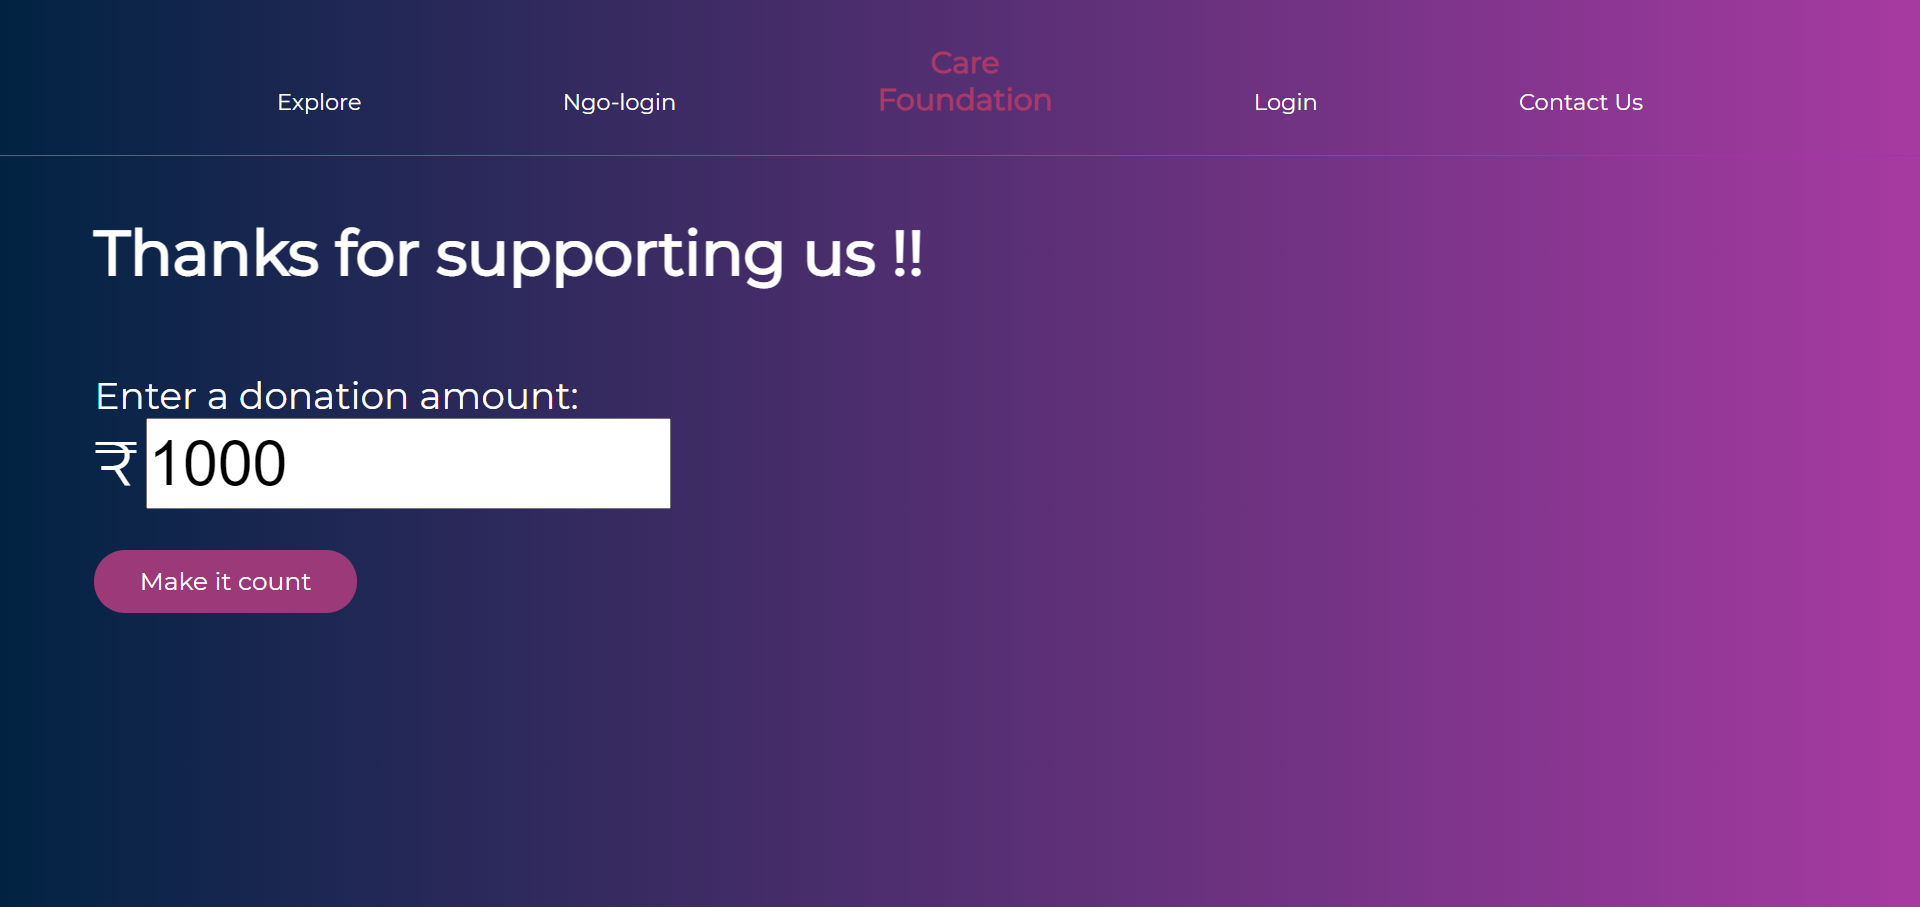 Care
Foundation
Explore
Ngo-login
Login
Contact Us
Thanks for supporting us !!
Enter a donation amount:
₹ 1000
Make it count